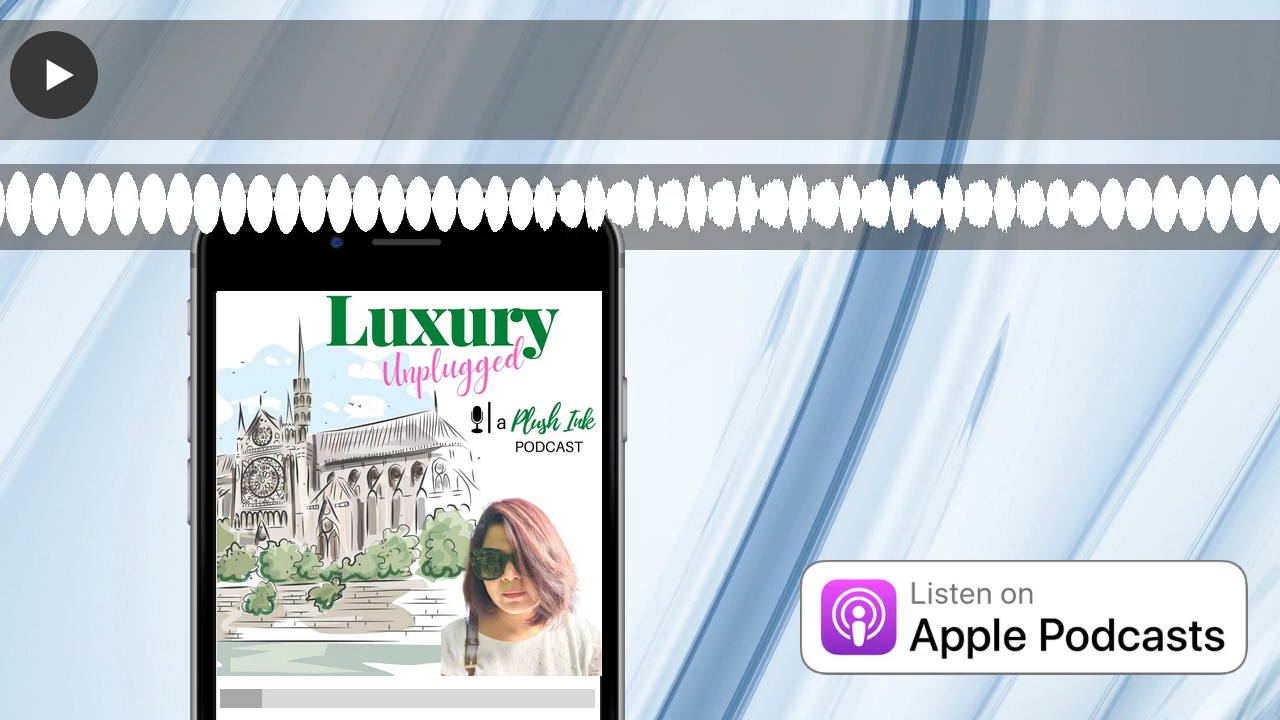 Luxury
Unplugged
a Plush Ink
PODCAST
Listen on
Apple Podcasts